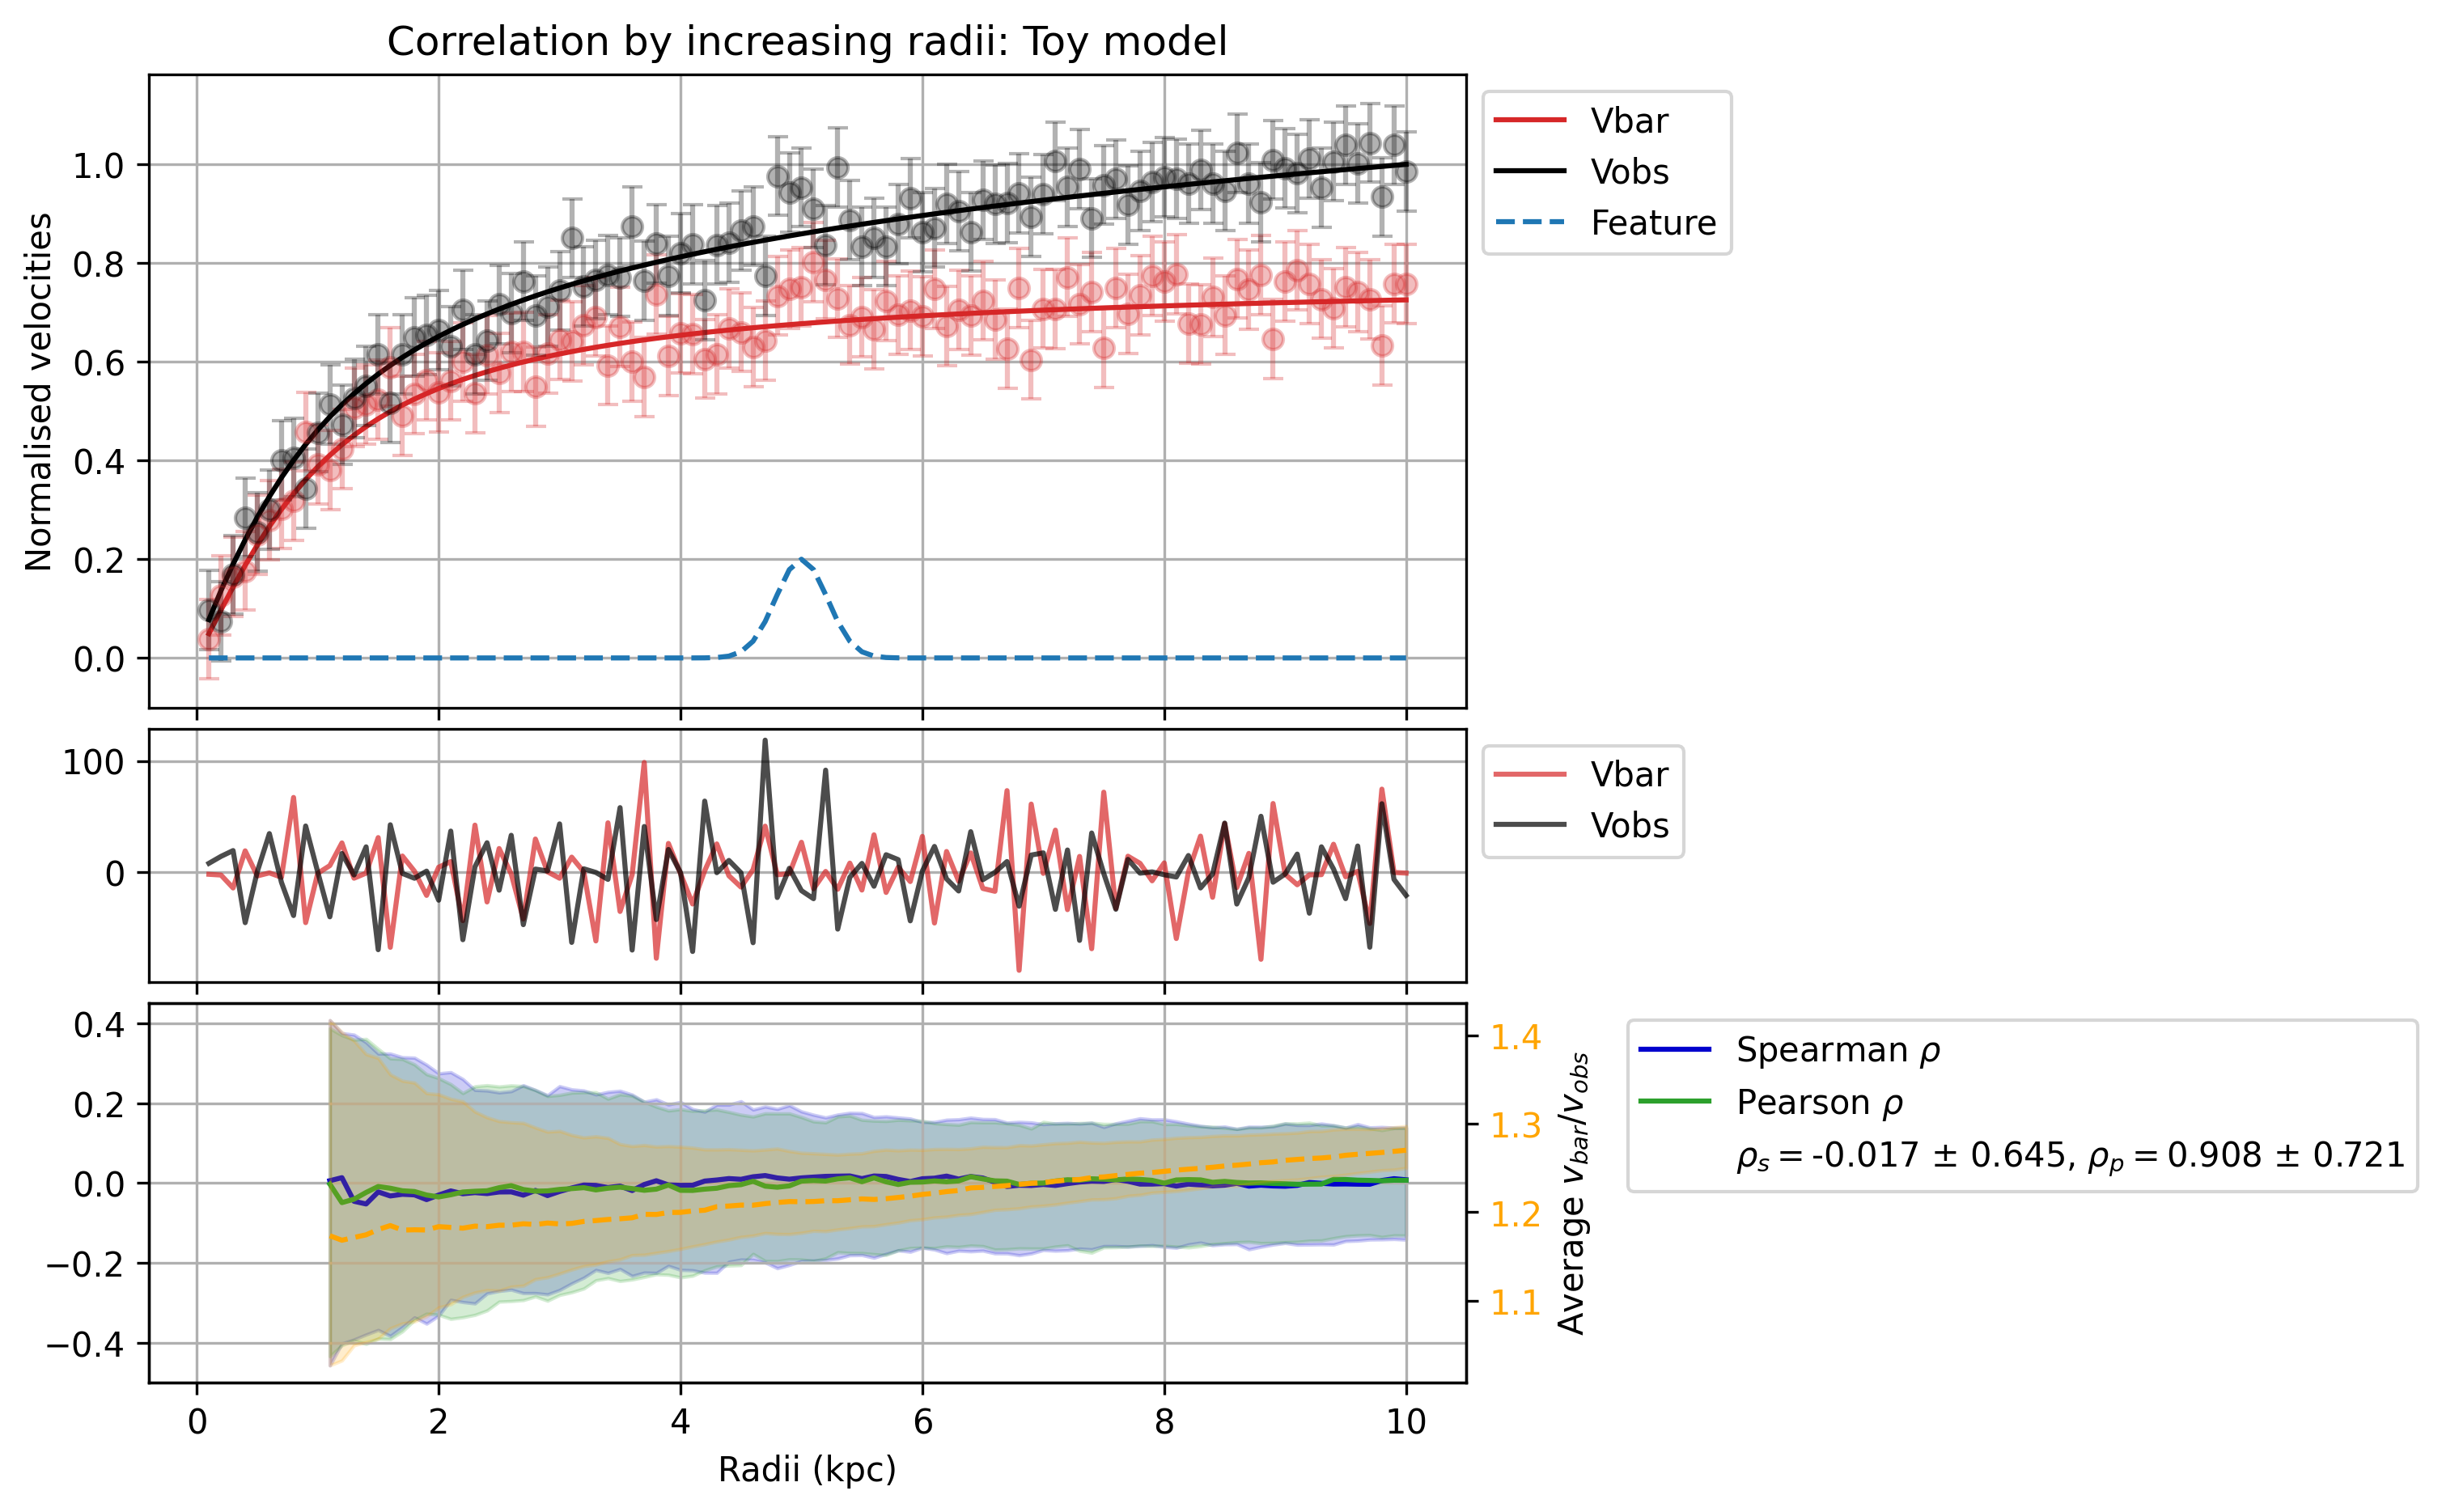 Correlation by increasing radii: Toy model
Normalised velocities
1.0
0.8
0.6
0.4
0.2
0.0
Vbar
Vobs
Feature
100
0
Vbar
Vobs
0.4
0.2
0.0
−0.2
−0.4
1.4
1.3
1.2
1.1
Average v_bar/v_obs
Spearman ρ
Pearson ρ
ρ_s = -0.017 ± 0.645, ρ_p = 0.908 ± 0.721
0 2 4 6 8 10
Radii (kpc)